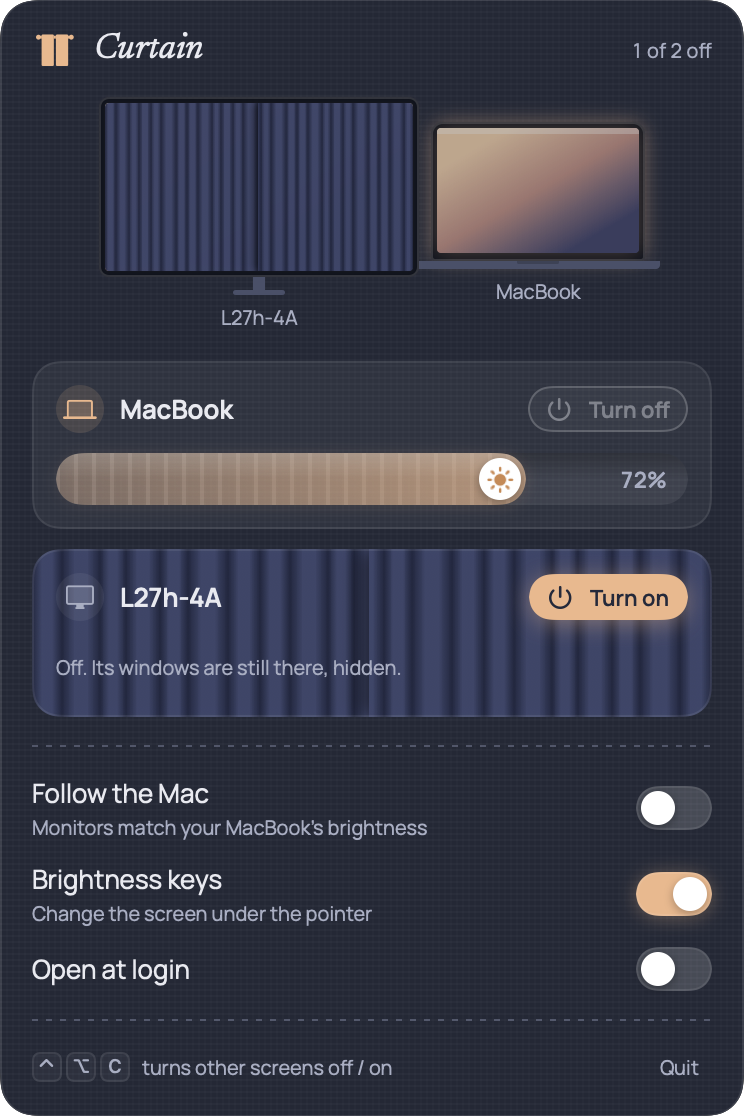 Curtain
1 of 2 off
MacBook
L27h-4A
MacBook
Turn off
72%
L27h-4A
Turn on
Off. Its windows are still there, hidden.
Follow the Mac
Monitors match your MacBook's brightness
Brightness keys
Change the screen under the pointer
Open at login
⌃ ⌥ C turns other screens off / on
Quit